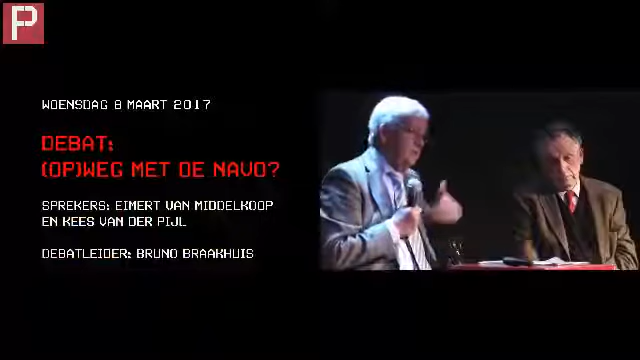 P
WOENSDAG 8 MAART 2017
DEBAT:
(OP)WEG MET DE NAVO?
SPREKERS: EIMERT VAN MIDDELKOOP
EN KEES VAN DER PIJL
DEBATLEIDER: BRUNO BRAAKHUIS